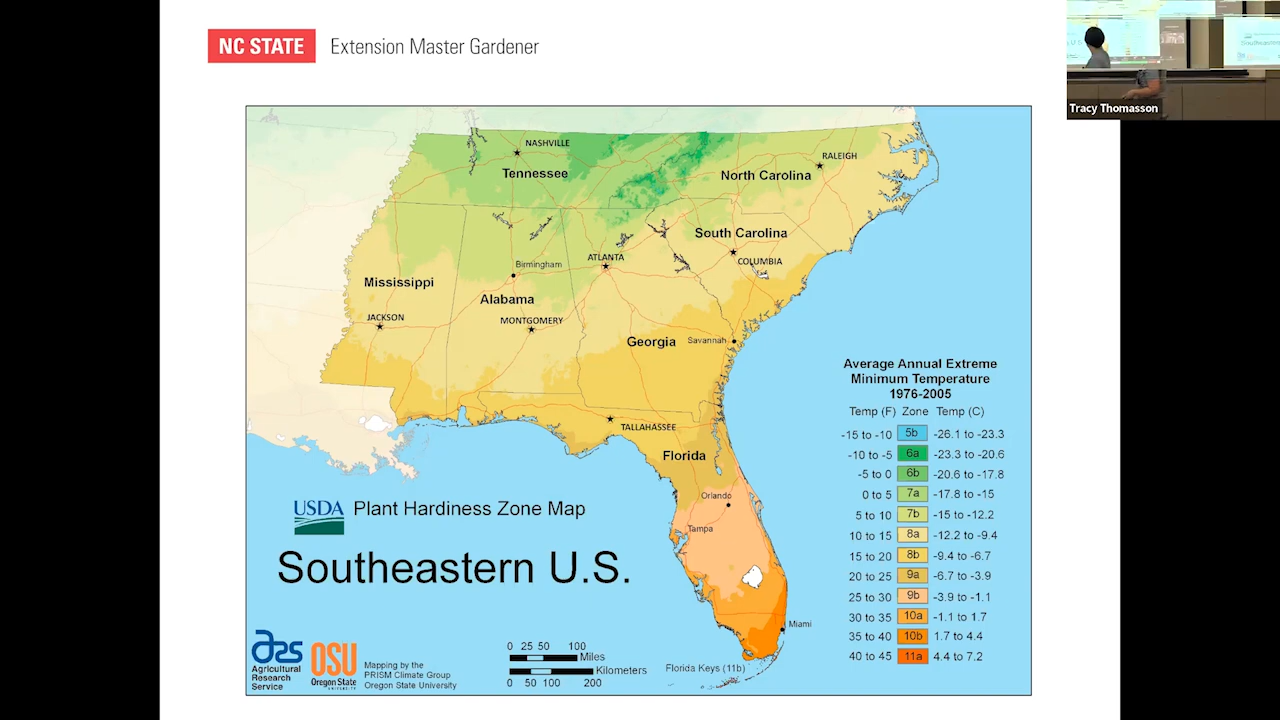 NC STATE Extension Master Gardener
Tracy Thomasson
NASHVILLE
Tennessee
RALEIGH
North Carolina
South Carolina
COLUMBIA
ATLANTA
Birmingham
Mississippi
Alabama
JACKSON
MONTGOMERY
Georgia
Savannah
TALLAHASSEE
Florida
Orlando
Tampa
Miami
Florida Keys (11b)
USDA Plant Hardiness Zone Map
Southeastern U.S.
Average Annual Extreme
Minimum Temperature
1976-2005
Temp (F) Zone Temp (C)
-15 to -10 5b -26.1 to -23.3
-10 to -5 6a -23.3 to -20.6
-5 to 0 6b -20.6 to -17.8
0 to 5 7a -17.8 to -15
5 to 10 7b -15 to -12.2
10 to 15 8a -12.2 to -9.4
15 to 20 8b -9.4 to -6.7
20 to 25 9a -6.7 to -3.9
25 to 30 9b -3.9 to -1.1
30 to 35 10a -1.1 to 1.7
35 to 40 10b 1.7 to 4.4
40 to 45 11a 4.4 to 7.2
Agricultural
Research
Service
OSU
Oregon State
UNIVERSITY
Mapping by the
PRISM Climate Group
Oregon State University
0 25 50 100
Miles
Kilometers
0 50 100 200